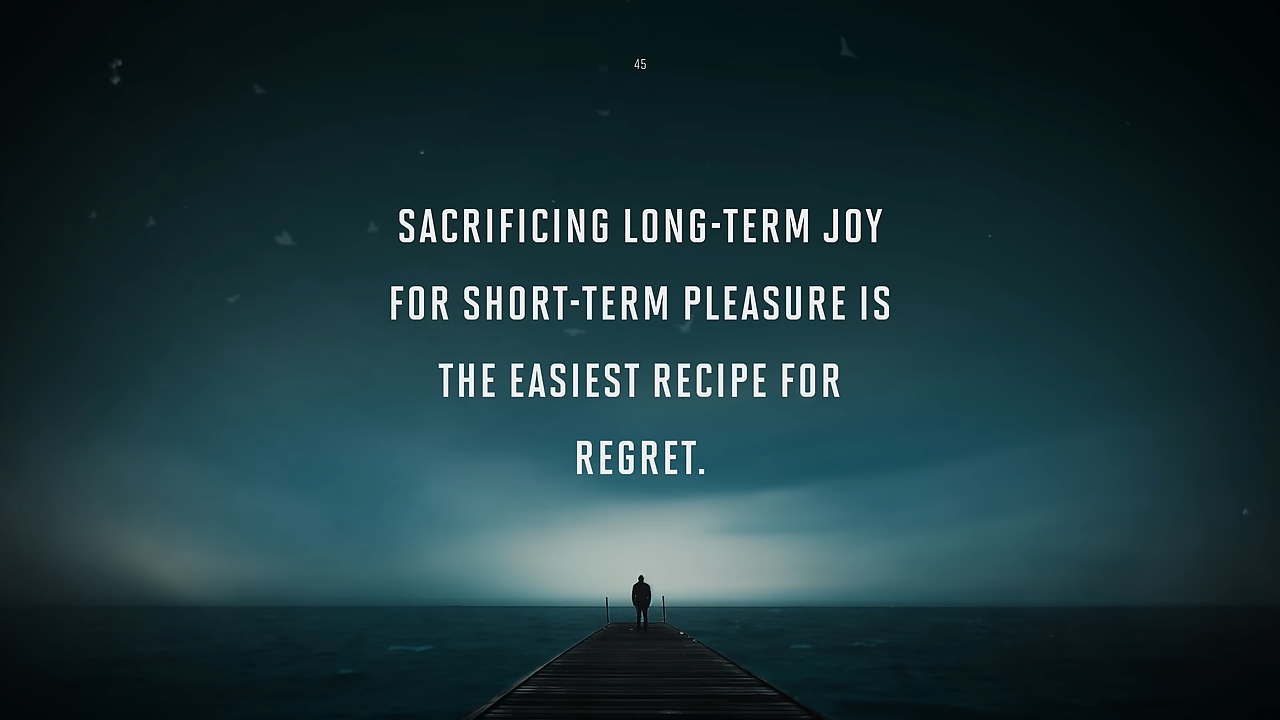 45
SACRIFICING LONG-TERM JOY
FOR SHORT-TERM PLEASURE IS
THE EASIEST RECIPE FOR
REGRET.